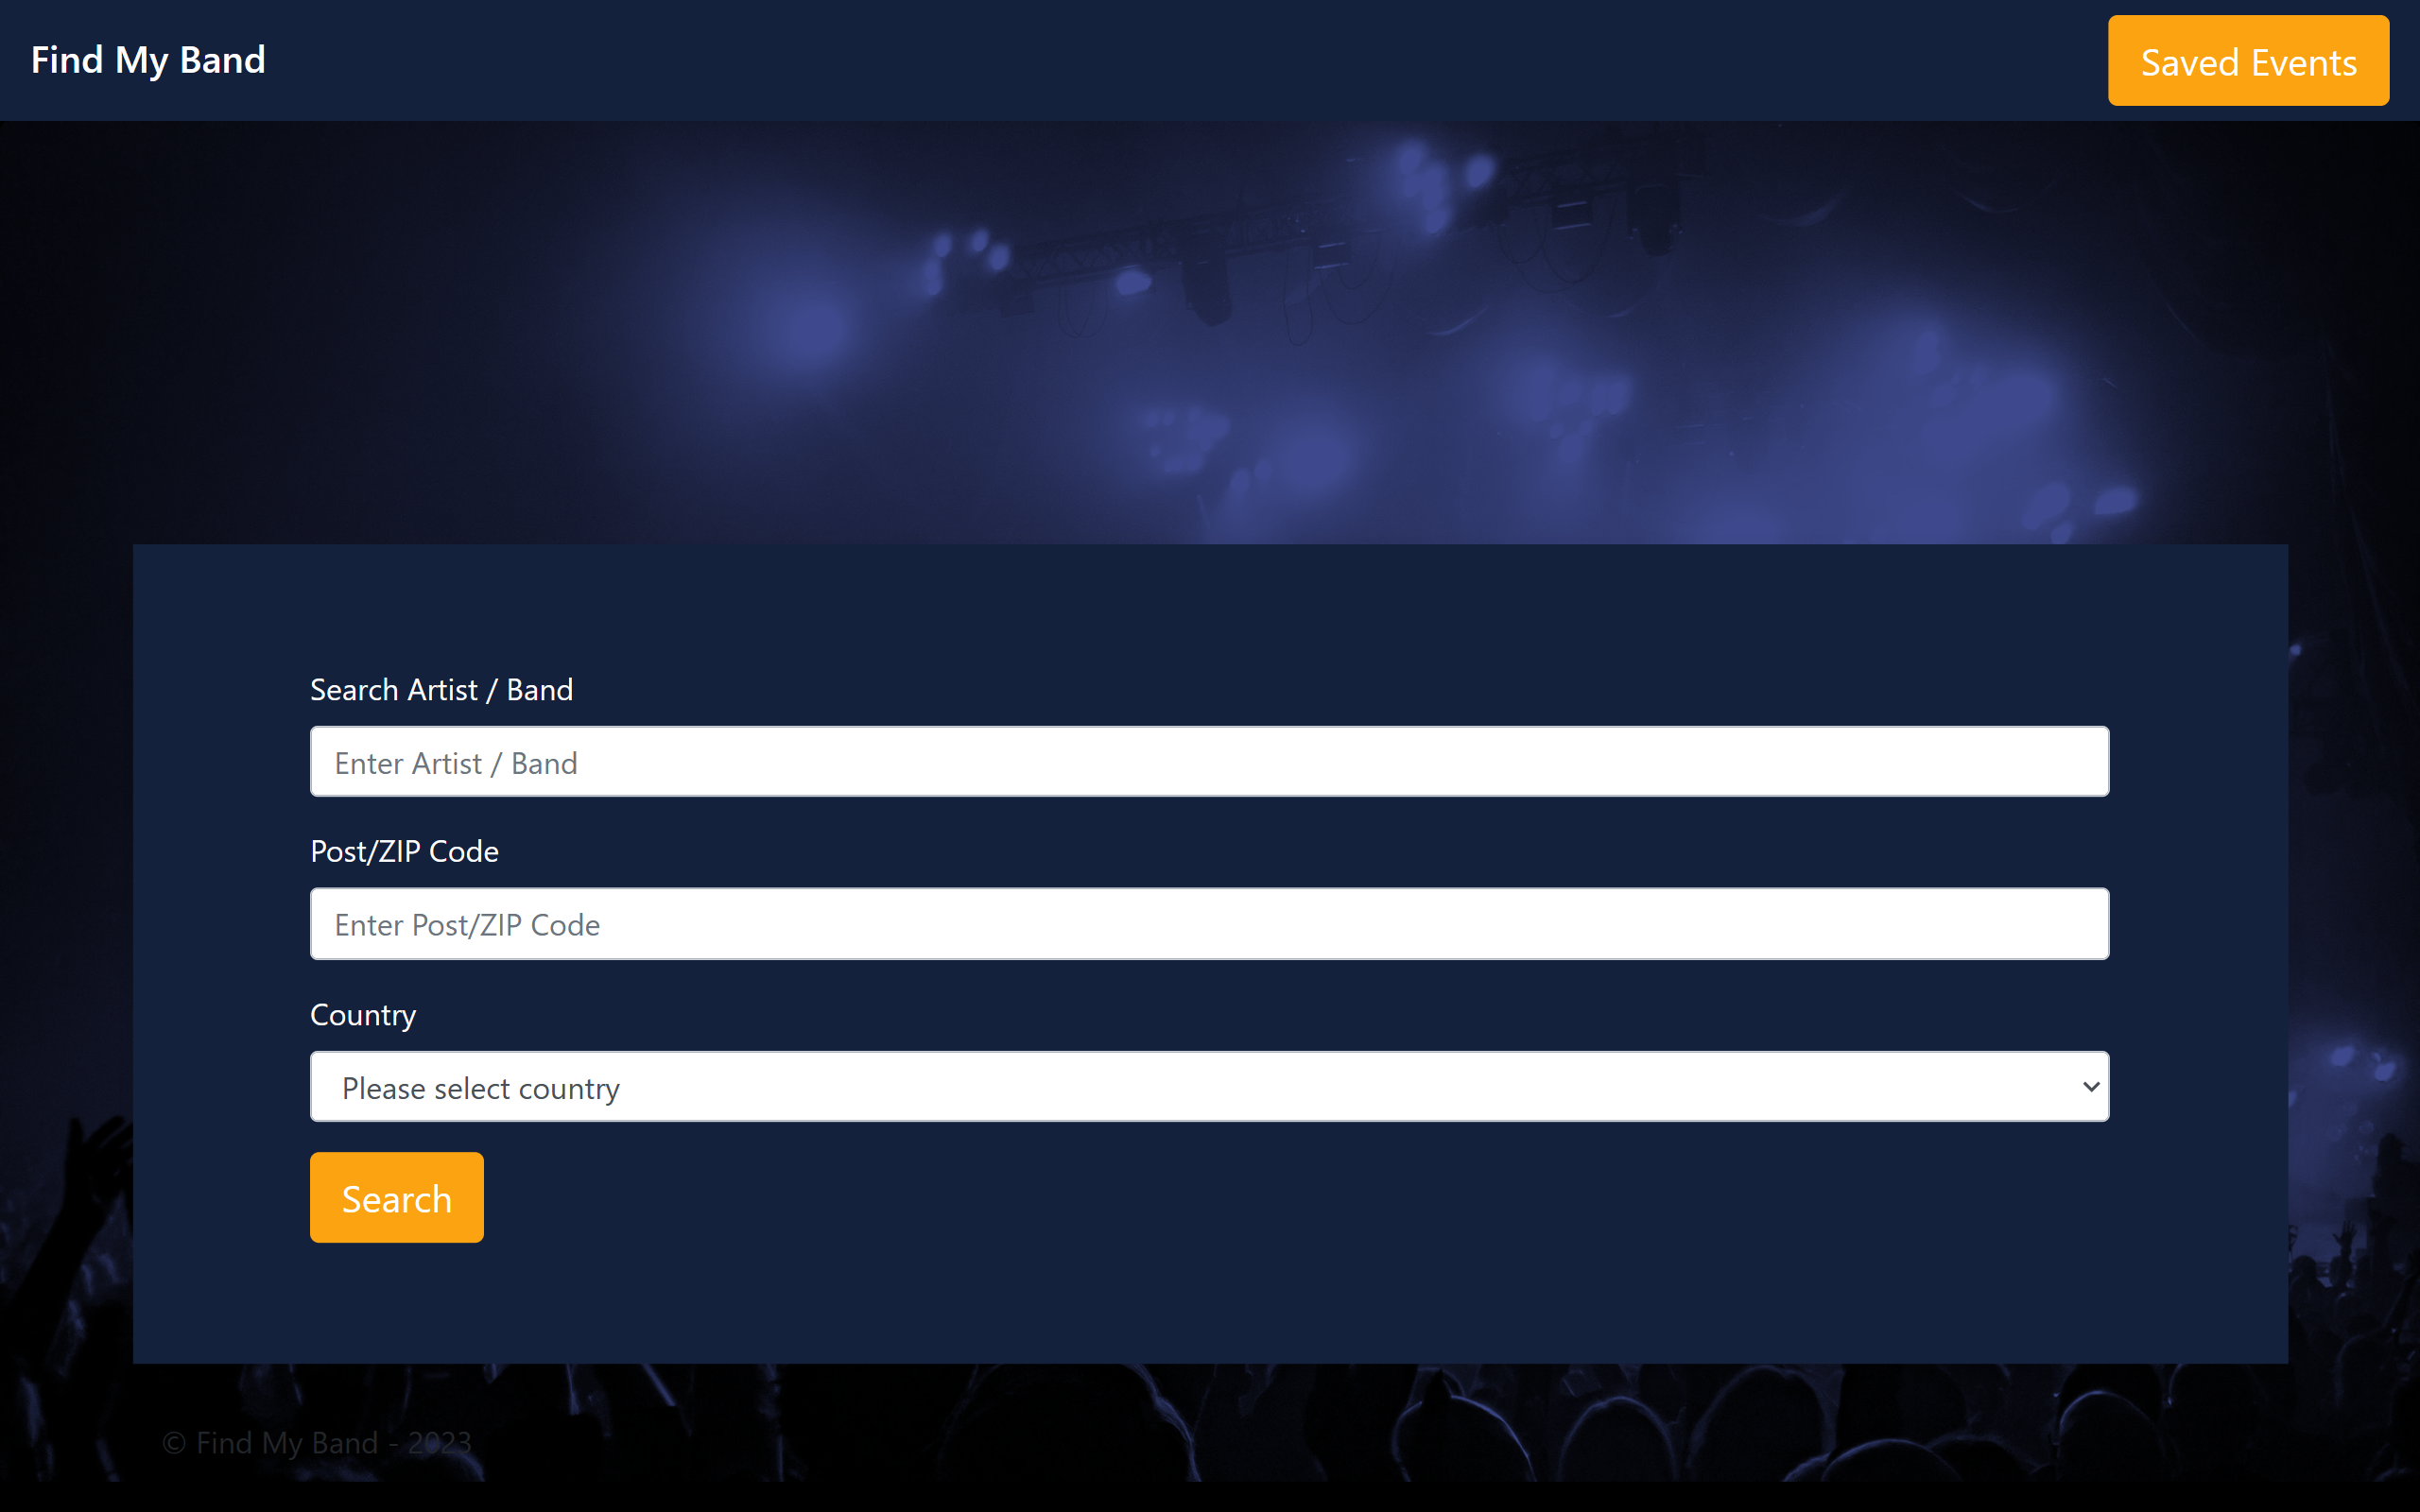 Find My Band
Saved Events
Search Artist / Band
Enter Artist / Band
Post/ZIP Code
Enter Post/ZIP Code
Country
Please select country
Search
© Find My Band - 2023